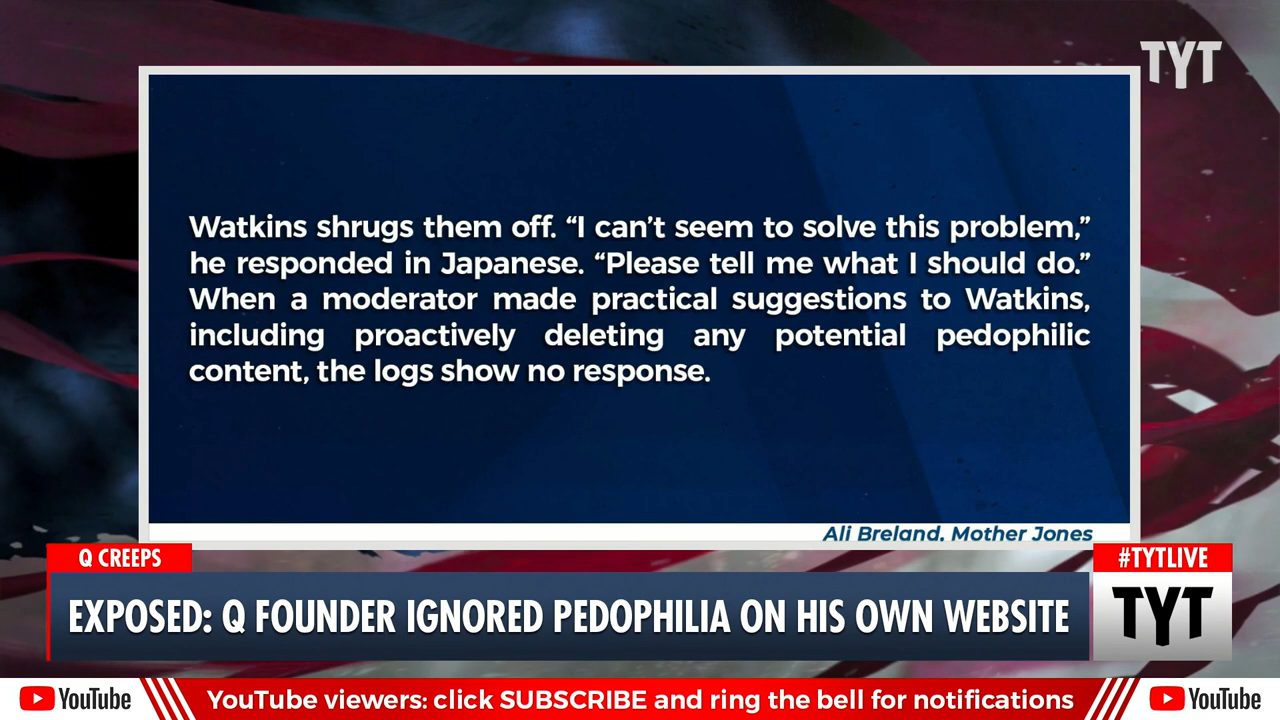 TYT
Watkins shrugs them off. “I can’t seem to solve this problem,”
he responded in Japanese. “Please tell me what I should do.”
When a moderator made practical suggestions to Watkins,
including proactively deleting any potential pedophilic
content, the logs show no response.
Ali Breland, Mother Jones
Q CREEPS
#TYTLIVE
EXPOSED: Q FOUNDER IGNORED PEDOPHILIA ON HIS OWN WEBSITE
TYT
YouTube
YouTube viewers: click SUBSCRIBE and ring the bell for notifications
YouTube